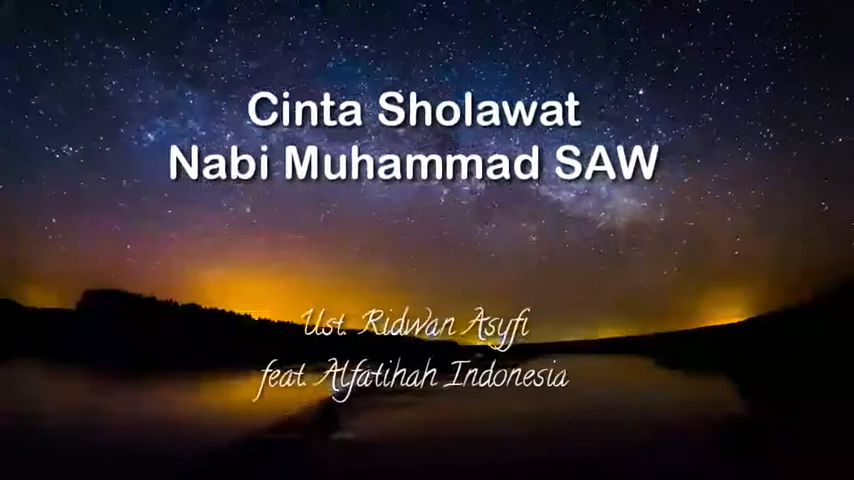 Cinta Sholawat
Nabi Muhammad SAW
Ust. Ridwan Asyfi
feat. Alfatihah Indonesia